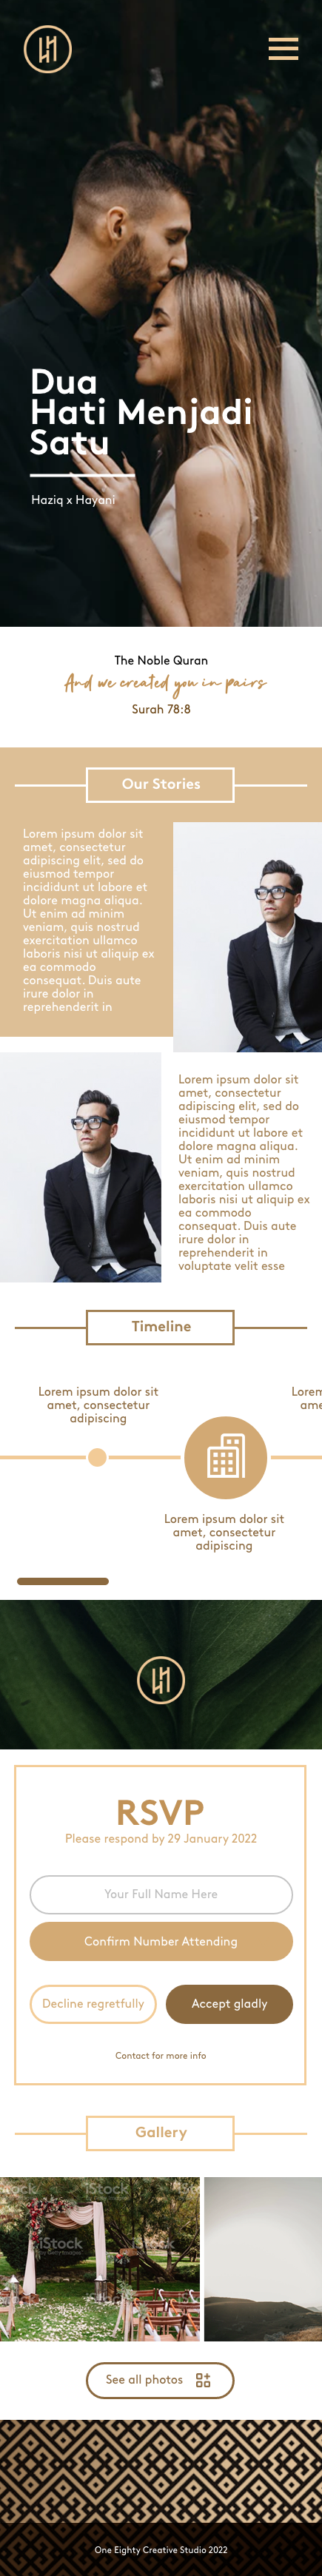 Dua
Hati Menjadi
Satu
Haziq x Hayani
The Noble Quran
And we created you in pairs
Surah 78:8
Our Stories
Lorem ipsum dolor sit
amet, consectetur
adipiscing elit, sed do
eiusmod tempor
incididunt ut labore et
dolore magna aliqua.
Ut enim ad minim
veniam, quis nostrud
exercitation ullamco
laboris nisi ut aliquip ex
ea commodo
consequat. Duis aute
irure dolor in
reprehenderit in
Lorem ipsum dolor sit
amet, consectetur
adipiscing elit, sed do
eiusmod tempor
incididunt ut labore et
dolore magna aliqua.
Ut enim ad minim
veniam, quis nostrud
exercitation ullamco
laboris nisi ut aliquip ex
ea commodo
consequat. Duis aute
irure dolor in
reprehenderit in
voluptate velit esse
Timeline
Lorem ipsum dolor sit
amet, consectetur
adipiscing
Lorem ipsum dolor sit
amet, consectetur
adipiscing
RSVP
Please respond by 29 January 2022
Your Full Name Here
Confirm Number Attending
Decline regretfully
Accept gladly
Contact for more info
Gallery
iStock
iStock
iStock
See all photos
One Eighty Creative Studio 2022